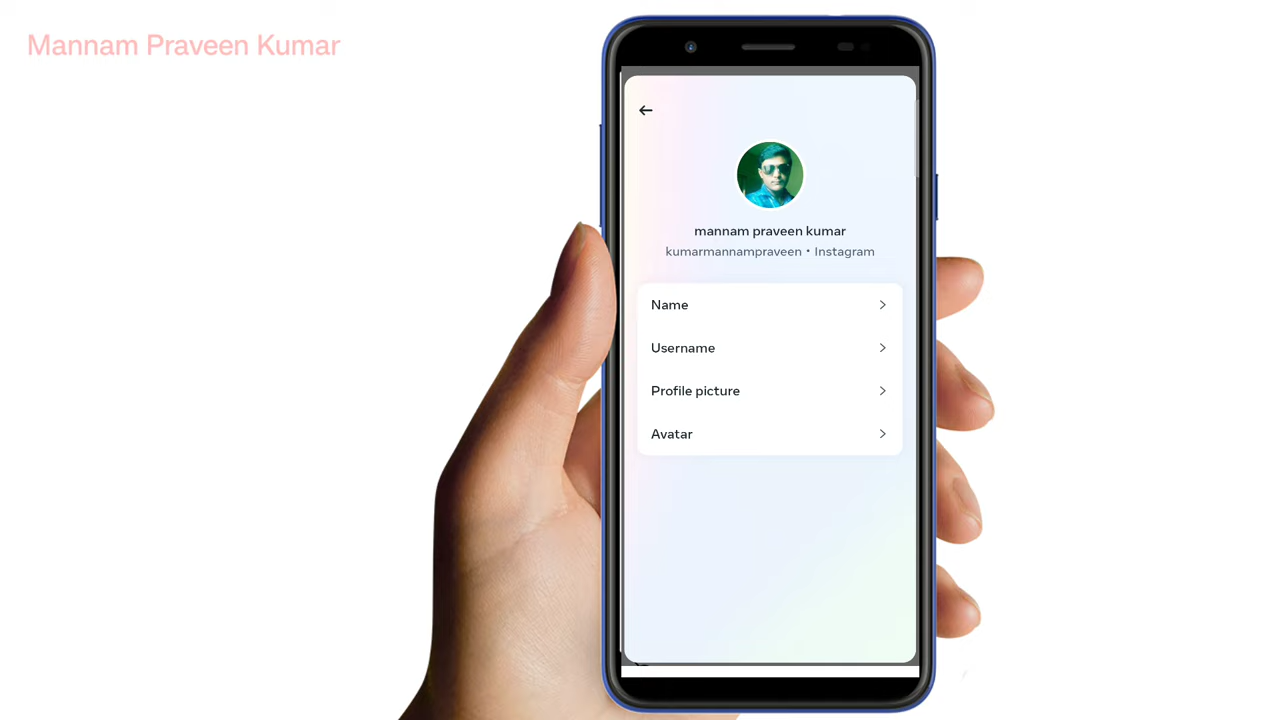 Mannam Praveen Kumar
mannam praveen kumar
kumarmannampraveen • Instagram
Name
Username
Profile picture
Avatar